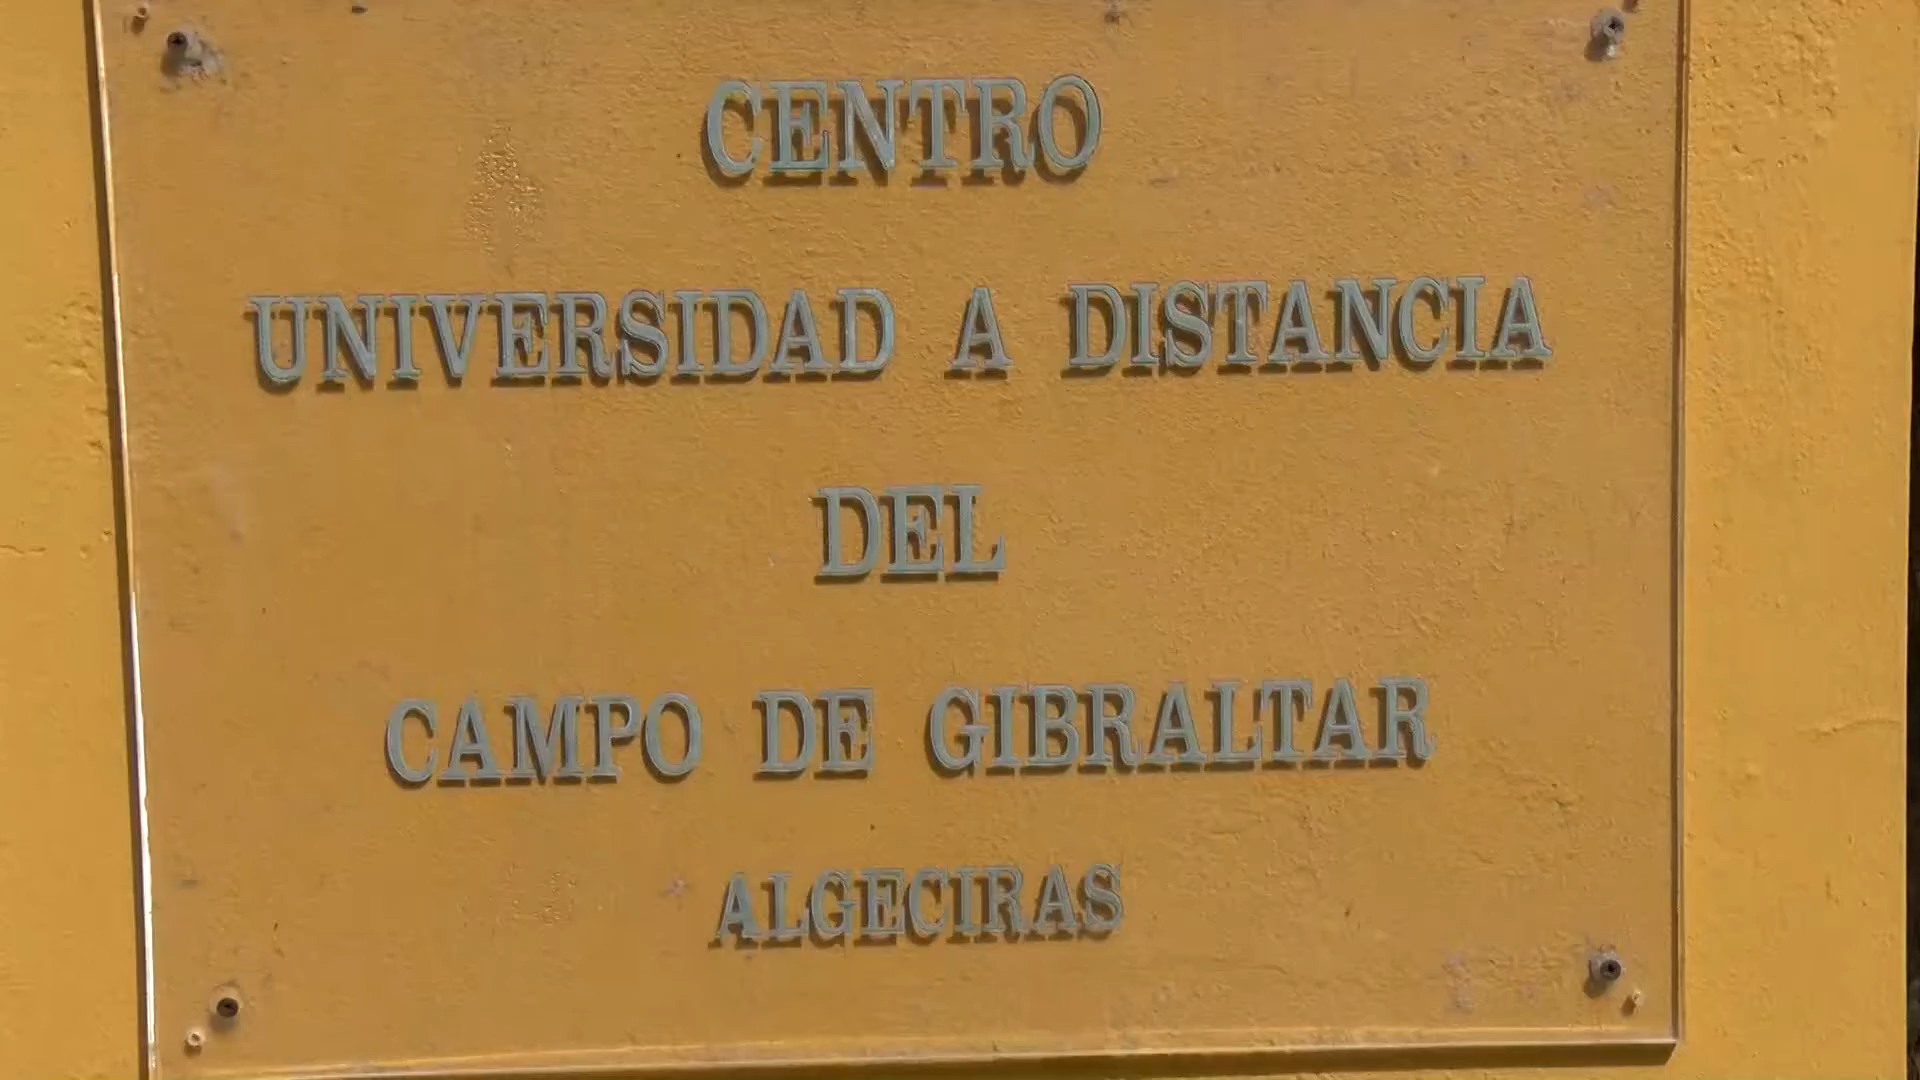 CENTRO
UNIVERSIDAD A DISTANCIA
DEL
CAMPO DE GIBRALTAR
ALGECIRAS